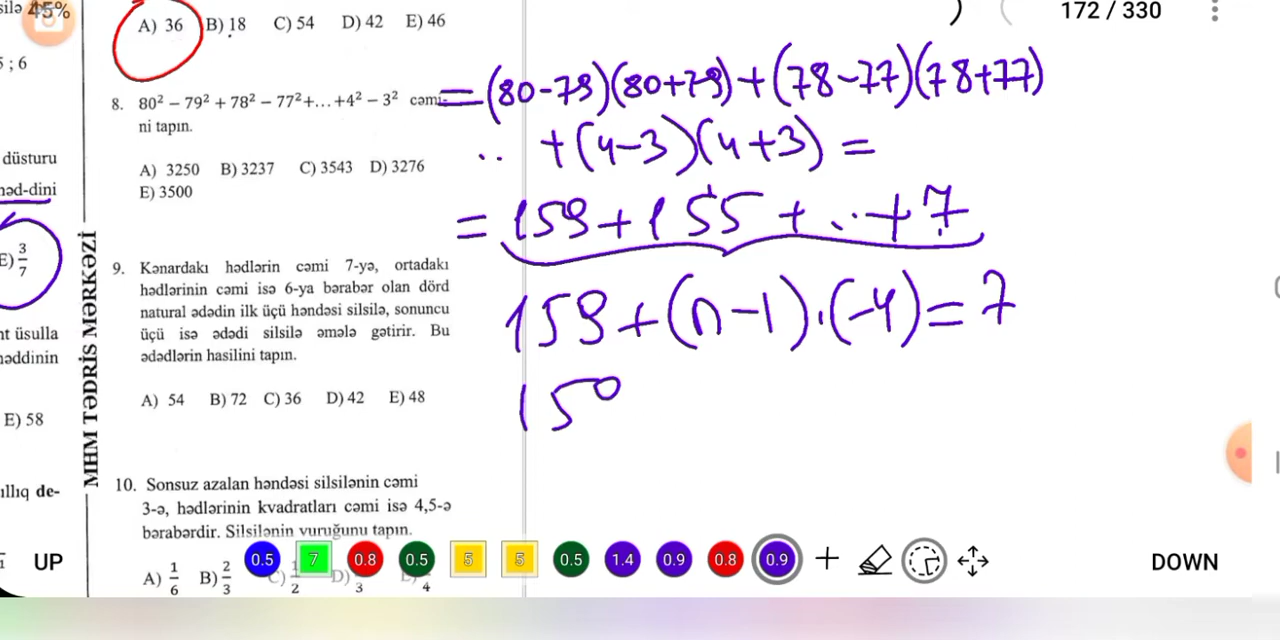 silə 45%
5 ; 6
düsturu
həd-dini
E) 3/7
nt üsulla
həddinin
E) 58
ıllıq de-
UP
MHM TƏDRİS MƏRKƏZİ
A) 36 B) 18 C) 54 D) 42 E) 46
8. 80² – 79² + 78² – 77²+…+4² – 3² cəmi-
ni tapın.
A) 3250 B) 3237 C) 3543 D) 3276
E) 3500
9. Kənardakı hədlərin cəmi 7-yə, ortadakı
hədlərinin cəmi isə 6-ya bərabər olan dörd
natural ədədin ilk üçü həndəsi silsilə, sonuncu
üçü isə ədədi silsilə əmələ gətirir. Bu
ədədlərin hasilini tapın.
A) 54 B) 72 C) 36 D) 42 E) 48
10. Sonsuz azalan həndəsi silsilənin cəmi
3-ə, hədlərinin kvadratları cəmi isə 4,5-ə
bərabərdir. Silsilənin vuruğunu tapın.
A) 1/6 B) 2/3 C) 1/2 D) 3 4
172 / 330
=(80-79)(80+79)+(78-77)(78+77)
.. +(4-3)(4+3)=
=159+155+...+7
159+(n-1).(-4)=7
150
0.5 7 0.8 0.5 5 5 0.5 1.4 0.9 0.8 0.9
DOWN